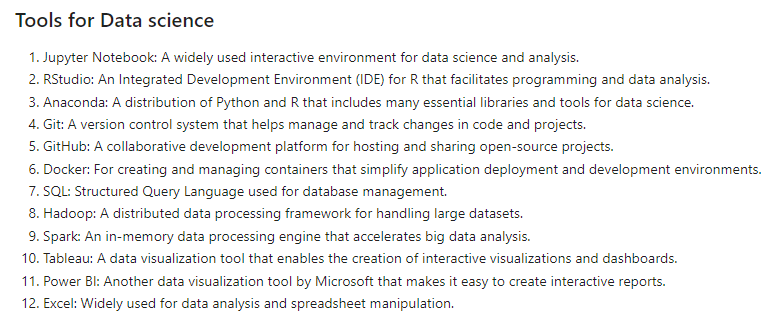 Tools for Data science
1. Jupyter Notebook: A widely used interactive environment for data science and analysis.
2. RStudio: An Integrated Development Environment (IDE) for R that facilitates programming and data analysis.
3. Anaconda: A distribution of Python and R that includes many essential libraries and tools for data science.
4. Git: A version control system that helps manage and track changes in code and projects.
5. GitHub: A collaborative development platform for hosting and sharing open-source projects.
6. Docker: For creating and managing containers that simplify application deployment and development environments.
7. SQL: Structured Query Language used for database management.
8. Hadoop: A distributed data processing framework for handling large datasets.
9. Spark: An in-memory data processing engine that accelerates big data analysis.
10. Tableau: A data visualization tool that enables the creation of interactive visualizations and dashboards.
11. Power BI: Another data visualization tool by Microsoft that makes it easy to create interactive reports.
12. Excel: Widely used for data analysis and spreadsheet manipulation.